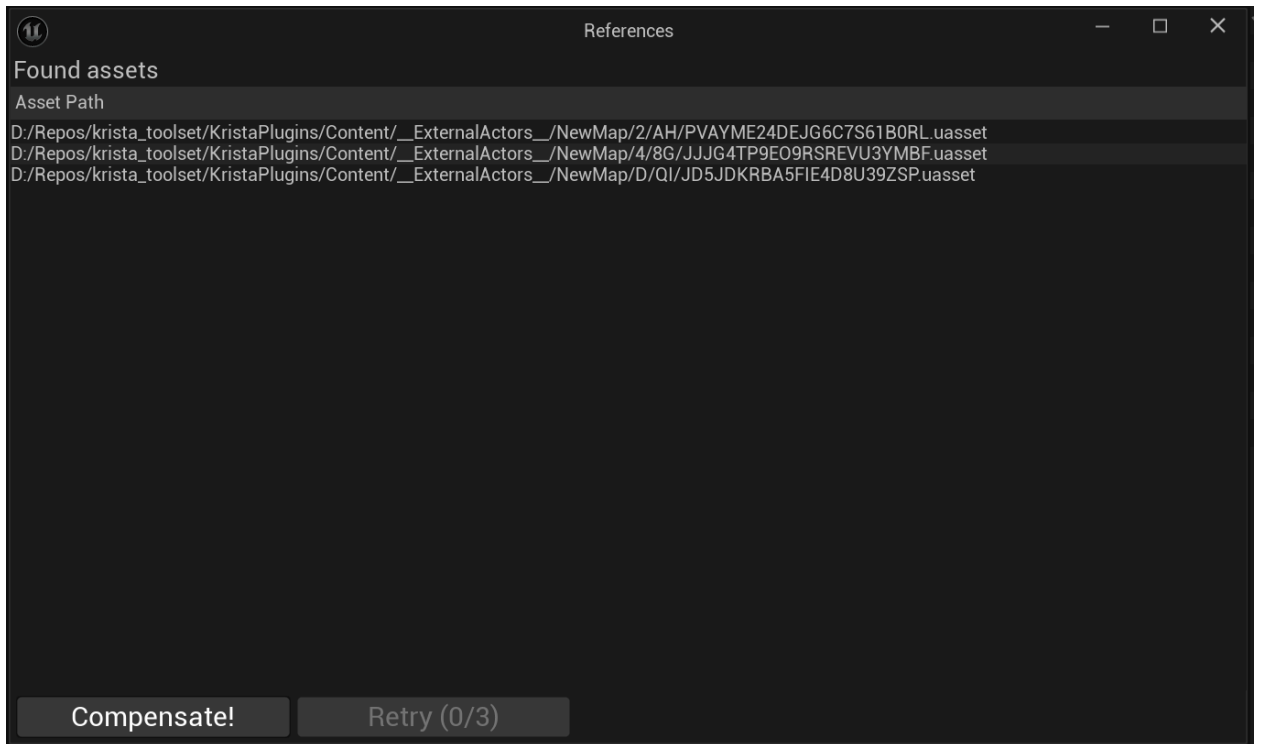 References
Found assets
Asset Path
D:/Repos/krista_toolset/KristaPlugins/Content/__ExternalActors__/NewMap/2/AH/PVAYME24DEJG6C7S61B0RL.uasset
D:/Repos/krista_toolset/KristaPlugins/Content/__ExternalActors__/NewMap/4/8G/JJJG4TP9EO9RSREVU3YMBF.uasset
D:/Repos/krista_toolset/KristaPlugins/Content/__ExternalActors__/NewMap/D/QI/JD5JDKRBA5FIE4D8U39ZSP.uasset
Compensate!
Retry (0/3)